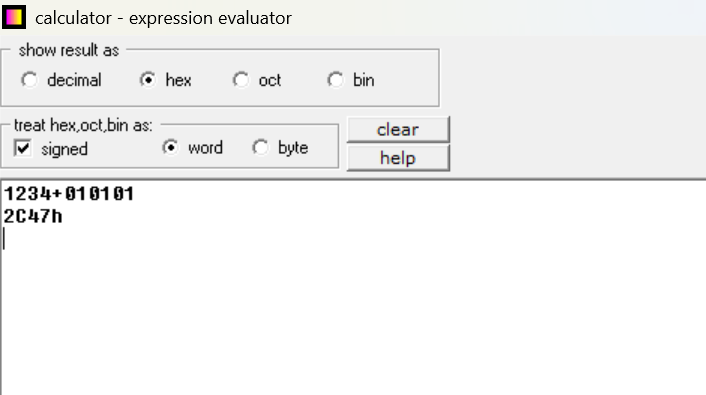 calculator - expression evaluator
show result as
decimal hex oct bin
treat hex,oct,bin as:
signed word byte
clear
help
1234+010101
2C47h